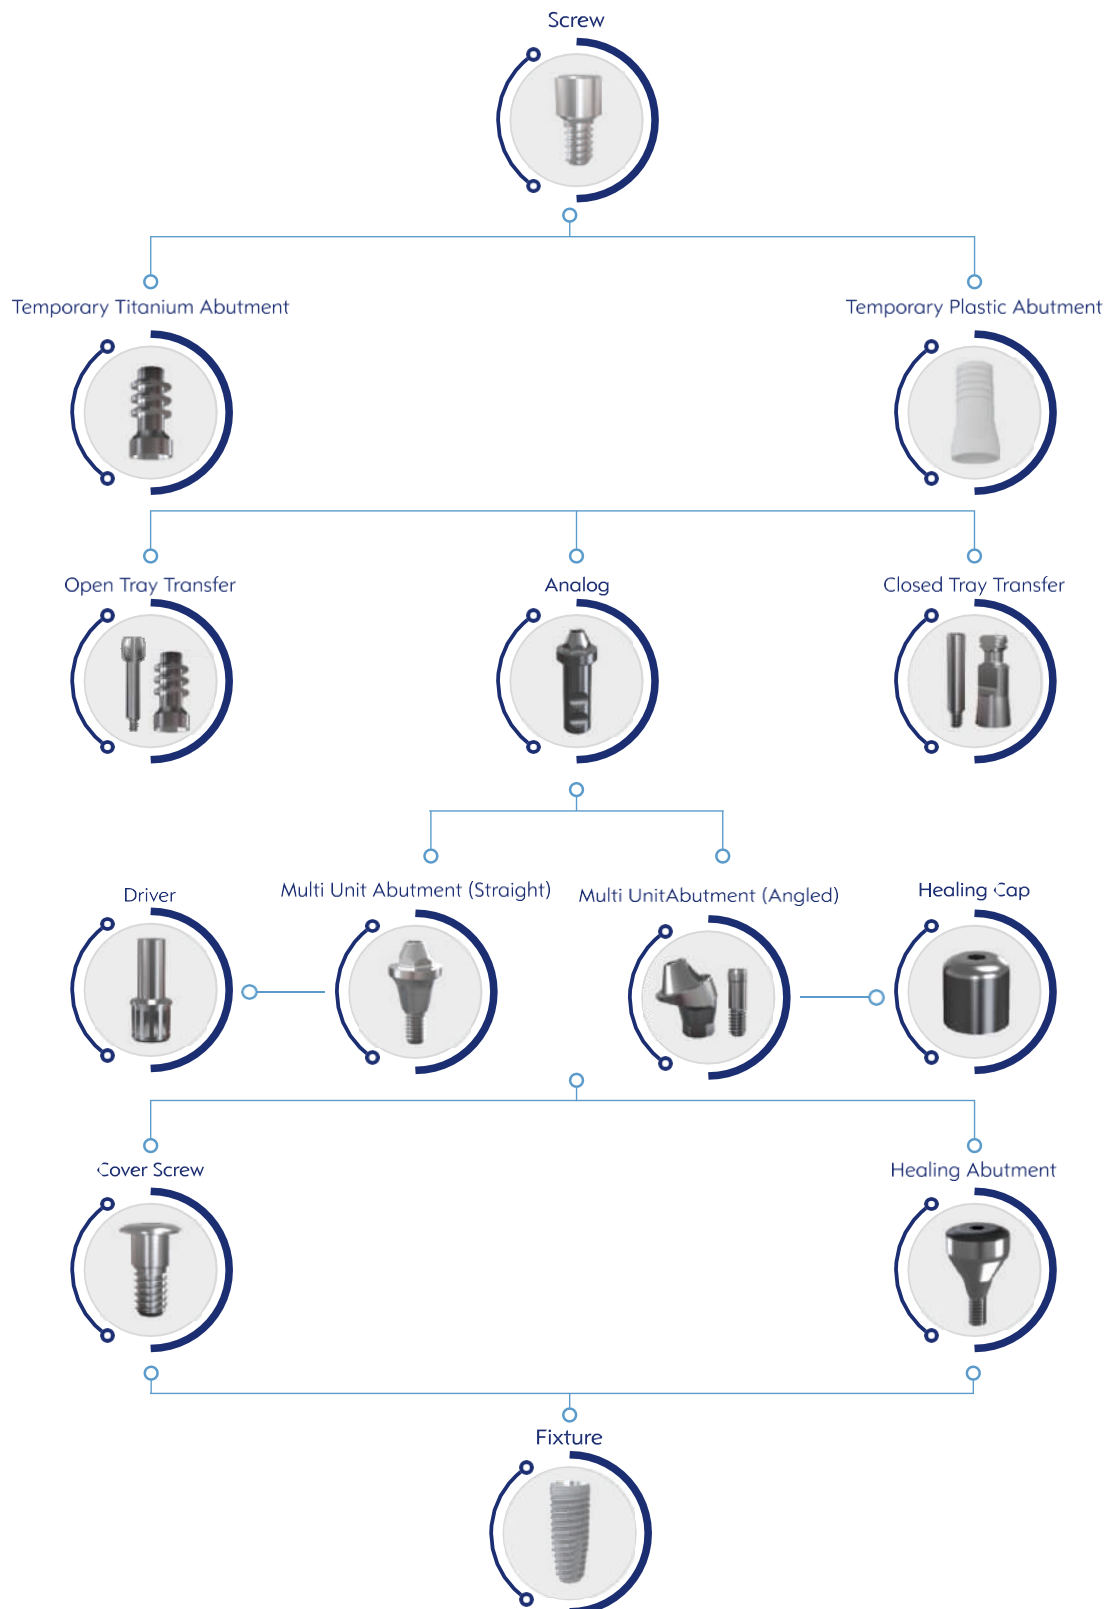 Screw
Temporary Titanium Abutment
Temporary Plastic Abutment
Open Tray Transfer
Analog
Closed Tray Transfer
Driver
Multi Unit Abutment (Straight)
Multi UnitAbutment (Angled)
Healing Cap
Cover Screw
Healing Abutment
Fixture